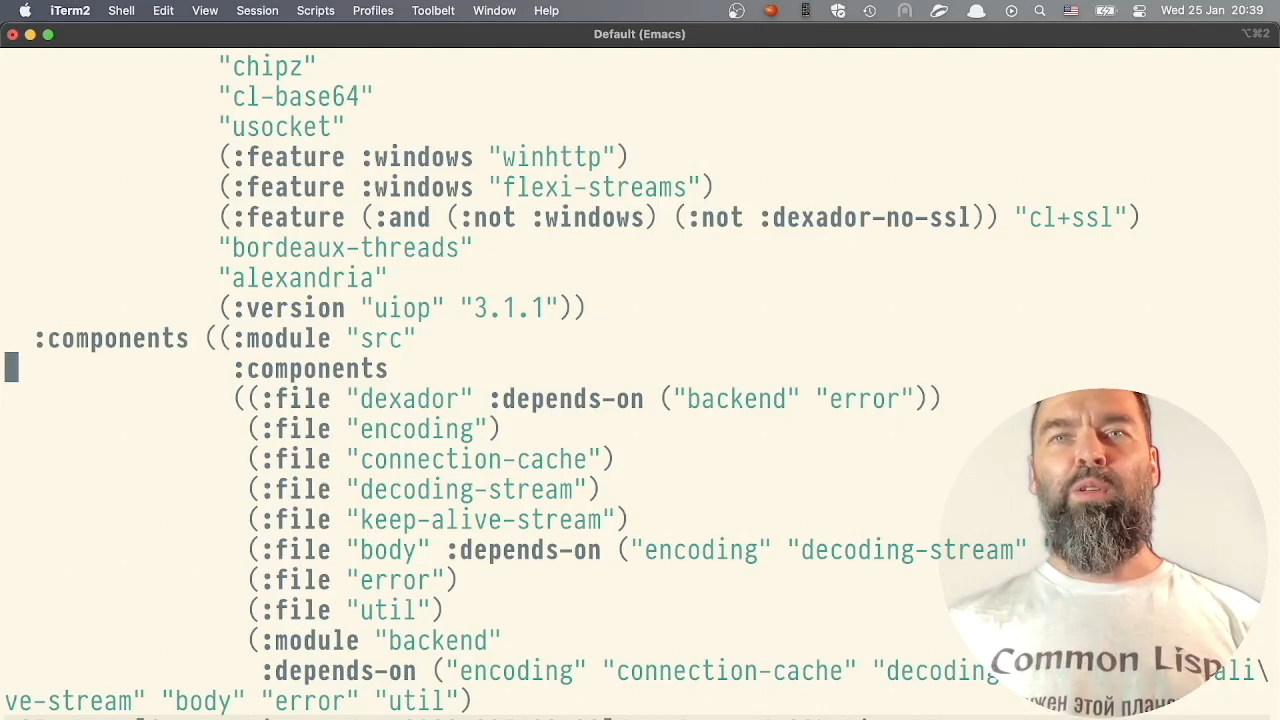 iTerm2 Shell Edit View Session Scripts Profiles Toolbelt Window Help Wed 25 Jan 20:39
Default (Emacs) ⌥⌘2
"chipz"
"cl-base64"
"usocket"
(:feature :windows "winhttp")
(:feature :windows "flexi-streams")
(:feature (:and (:not :windows) (:not :dexador-no-ssl)) "cl+ssl")
"bordeaux-threads"
"alexandria"
(:version "uiop" "3.1.1"))
:components ((:module "src"
:components
((:file "dexador" :depends-on ("backend" "error"))
(:file "encoding")
(:file "connection-cache")
(:file "decoding-stream")
(:file "keep-alive-stream")
(:file "body" :depends-on ("encoding" "decoding-stream"
(:file "error")
(:file "util")
(:module "backend"
:depends-on ("encoding" "connection-cache" "decoding ali\
ve-stream" "body" "error" "util")
Common Lisp
этой